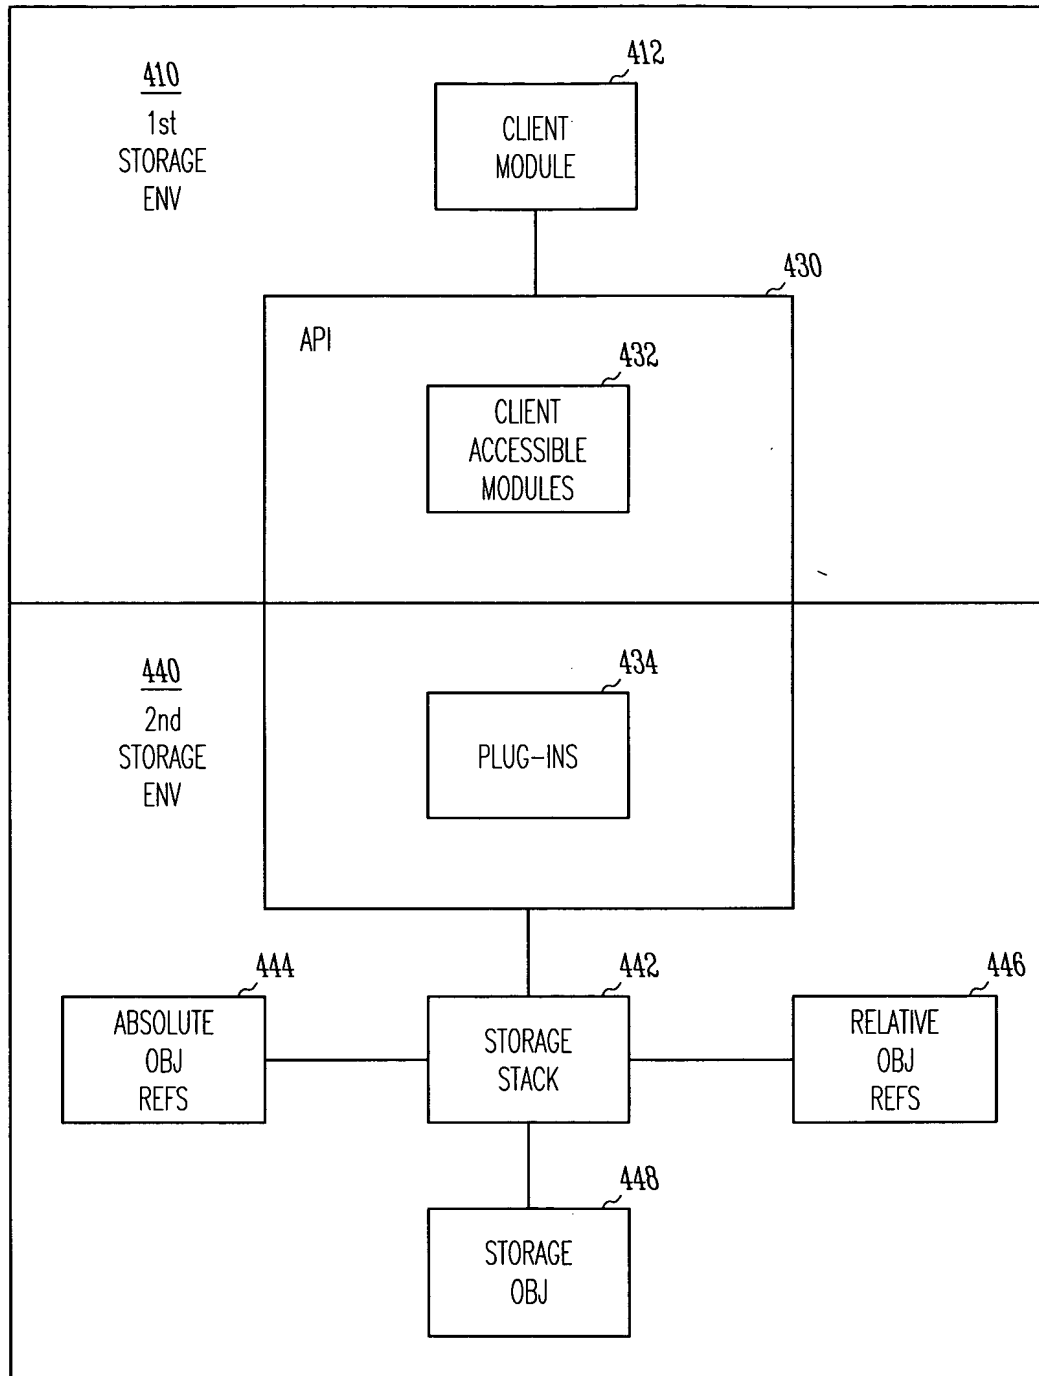 410
1st
STORAGE
ENV
412
CLIENT
MODULE
430
API
432
CLIENT
ACCESSIBLE
MODULES
440
2nd
STORAGE
ENV
434
PLUG-INS
444
ABSOLUTE
OBJ
REFS
442
STORAGE
STACK
446
RELATIVE
OBJ
REFS
448
STORAGE
OBJ